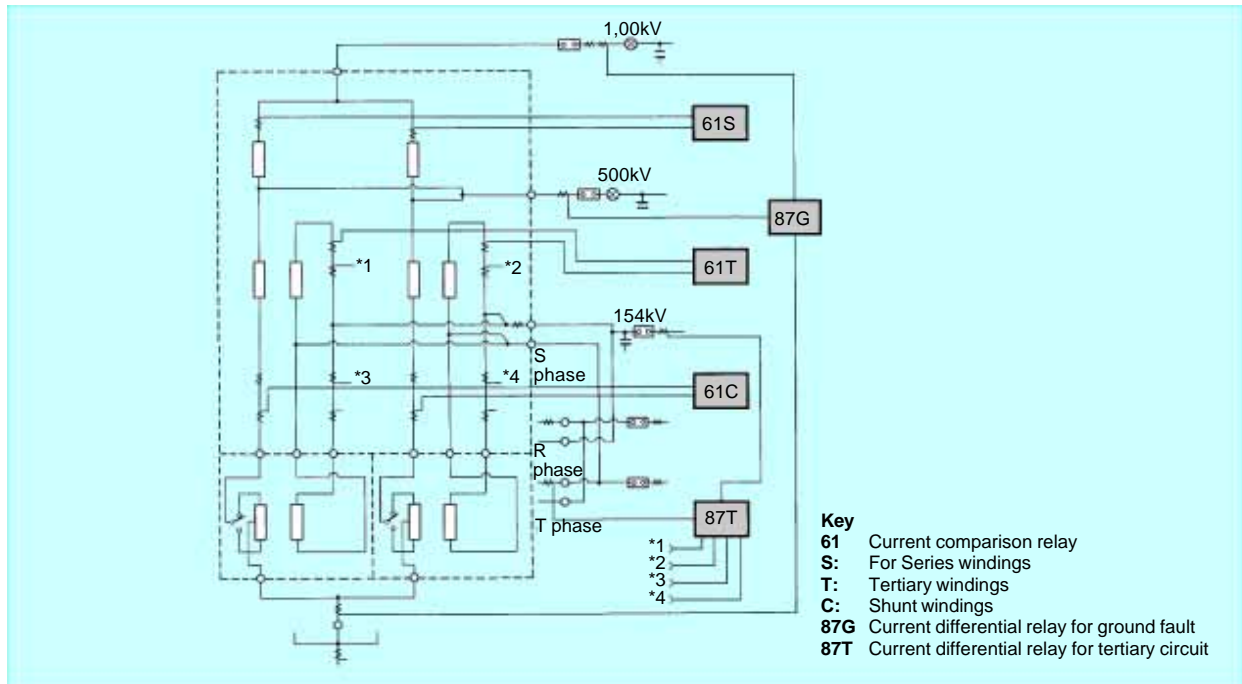 1,00kV
61S
500kV
87G
61T
*1
*2
154kV
S
phase
*3
*4
61C
R
phase
T phase
87T
*1
*2
*3
*4
Key
61 Current comparison relay
S: For Series windings
T: Tertiary windings
C: Shunt windings
87G Current differential relay for ground fault
87T Current differential relay for tertiary circuit